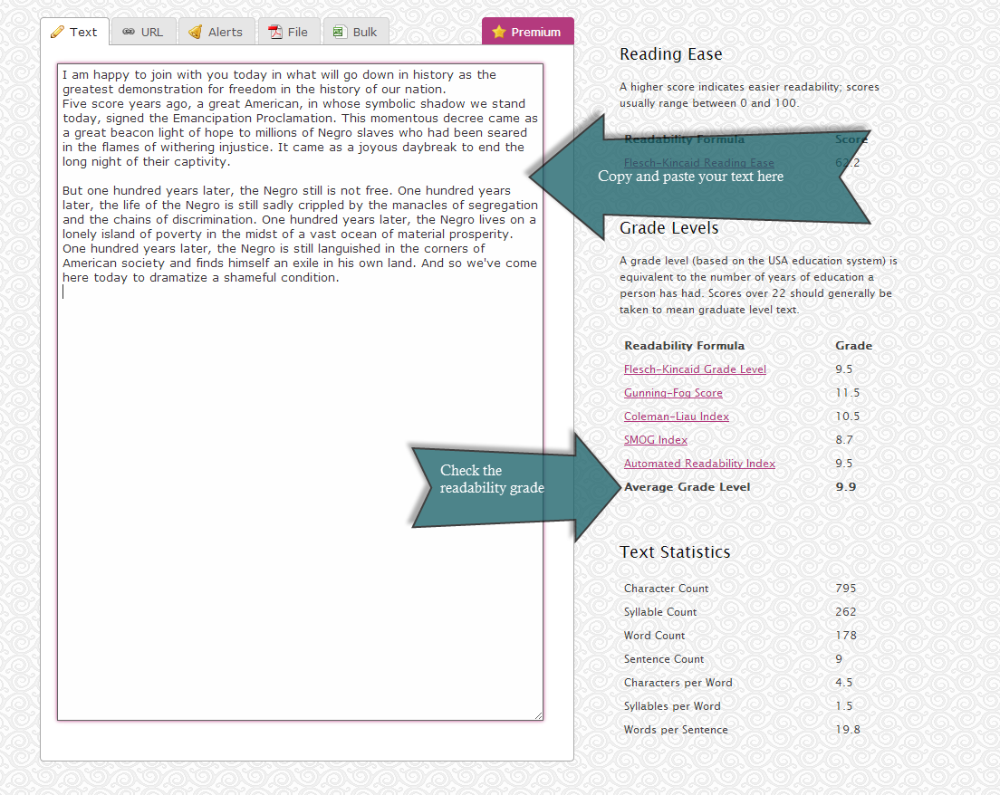 Text
URL
Alerts
File
Bulk
Premium
I am happy to join with you today in what will go down in history as the
greatest demonstration for freedom in the history of our nation.
Five score years ago, a great American, in whose symbolic shadow we stand
today, signed the Emancipation Proclamation. This momentous decree came as
a great beacon light of hope to millions of Negro slaves who had been seared
in the flames of withering injustice. It came as a joyous daybreak to end the
long night of their captivity.
But one hundred years later, the Negro still is not free. One hundred years
later, the life of the Negro is still sadly crippled by the manacles of segregation
and the chains of discrimination. One hundred years later, the Negro lives on a
lonely island of poverty in the midst of a vast ocean of material prosperity.
One hundred years later, the Negro is still languished in the corners of
American society and finds himself an exile in his own land. And so we've come
here today to dramatize a shameful condition.
Check the
readability grade
Reading Ease
A higher score indicates easier readability; scores
usually range between 0 and 100.
Readability Formula Score
Flesch-Kincaid Reading Ease 62.2
Copy and paste your text here
Grade Levels
A grade level (based on the USA education system) is
equivalent to the number of years of education a
person has had. Scores over 22 should generally be
taken to mean graduate level text.
Readability Formula Grade
Flesch-Kincaid Grade Level 9.5
Gunning-Fog Score 11.5
Coleman-Liau Index 10.5
SMOG Index 8.7
Automated Readability Index 9.5
Average Grade Level 9.9
Text Statistics
Character Count 795
Syllable Count 262
Word Count 178
Sentence Count 9
Characters per Word 4.5
Syllables per Word 1.5
Words per Sentence 19.8